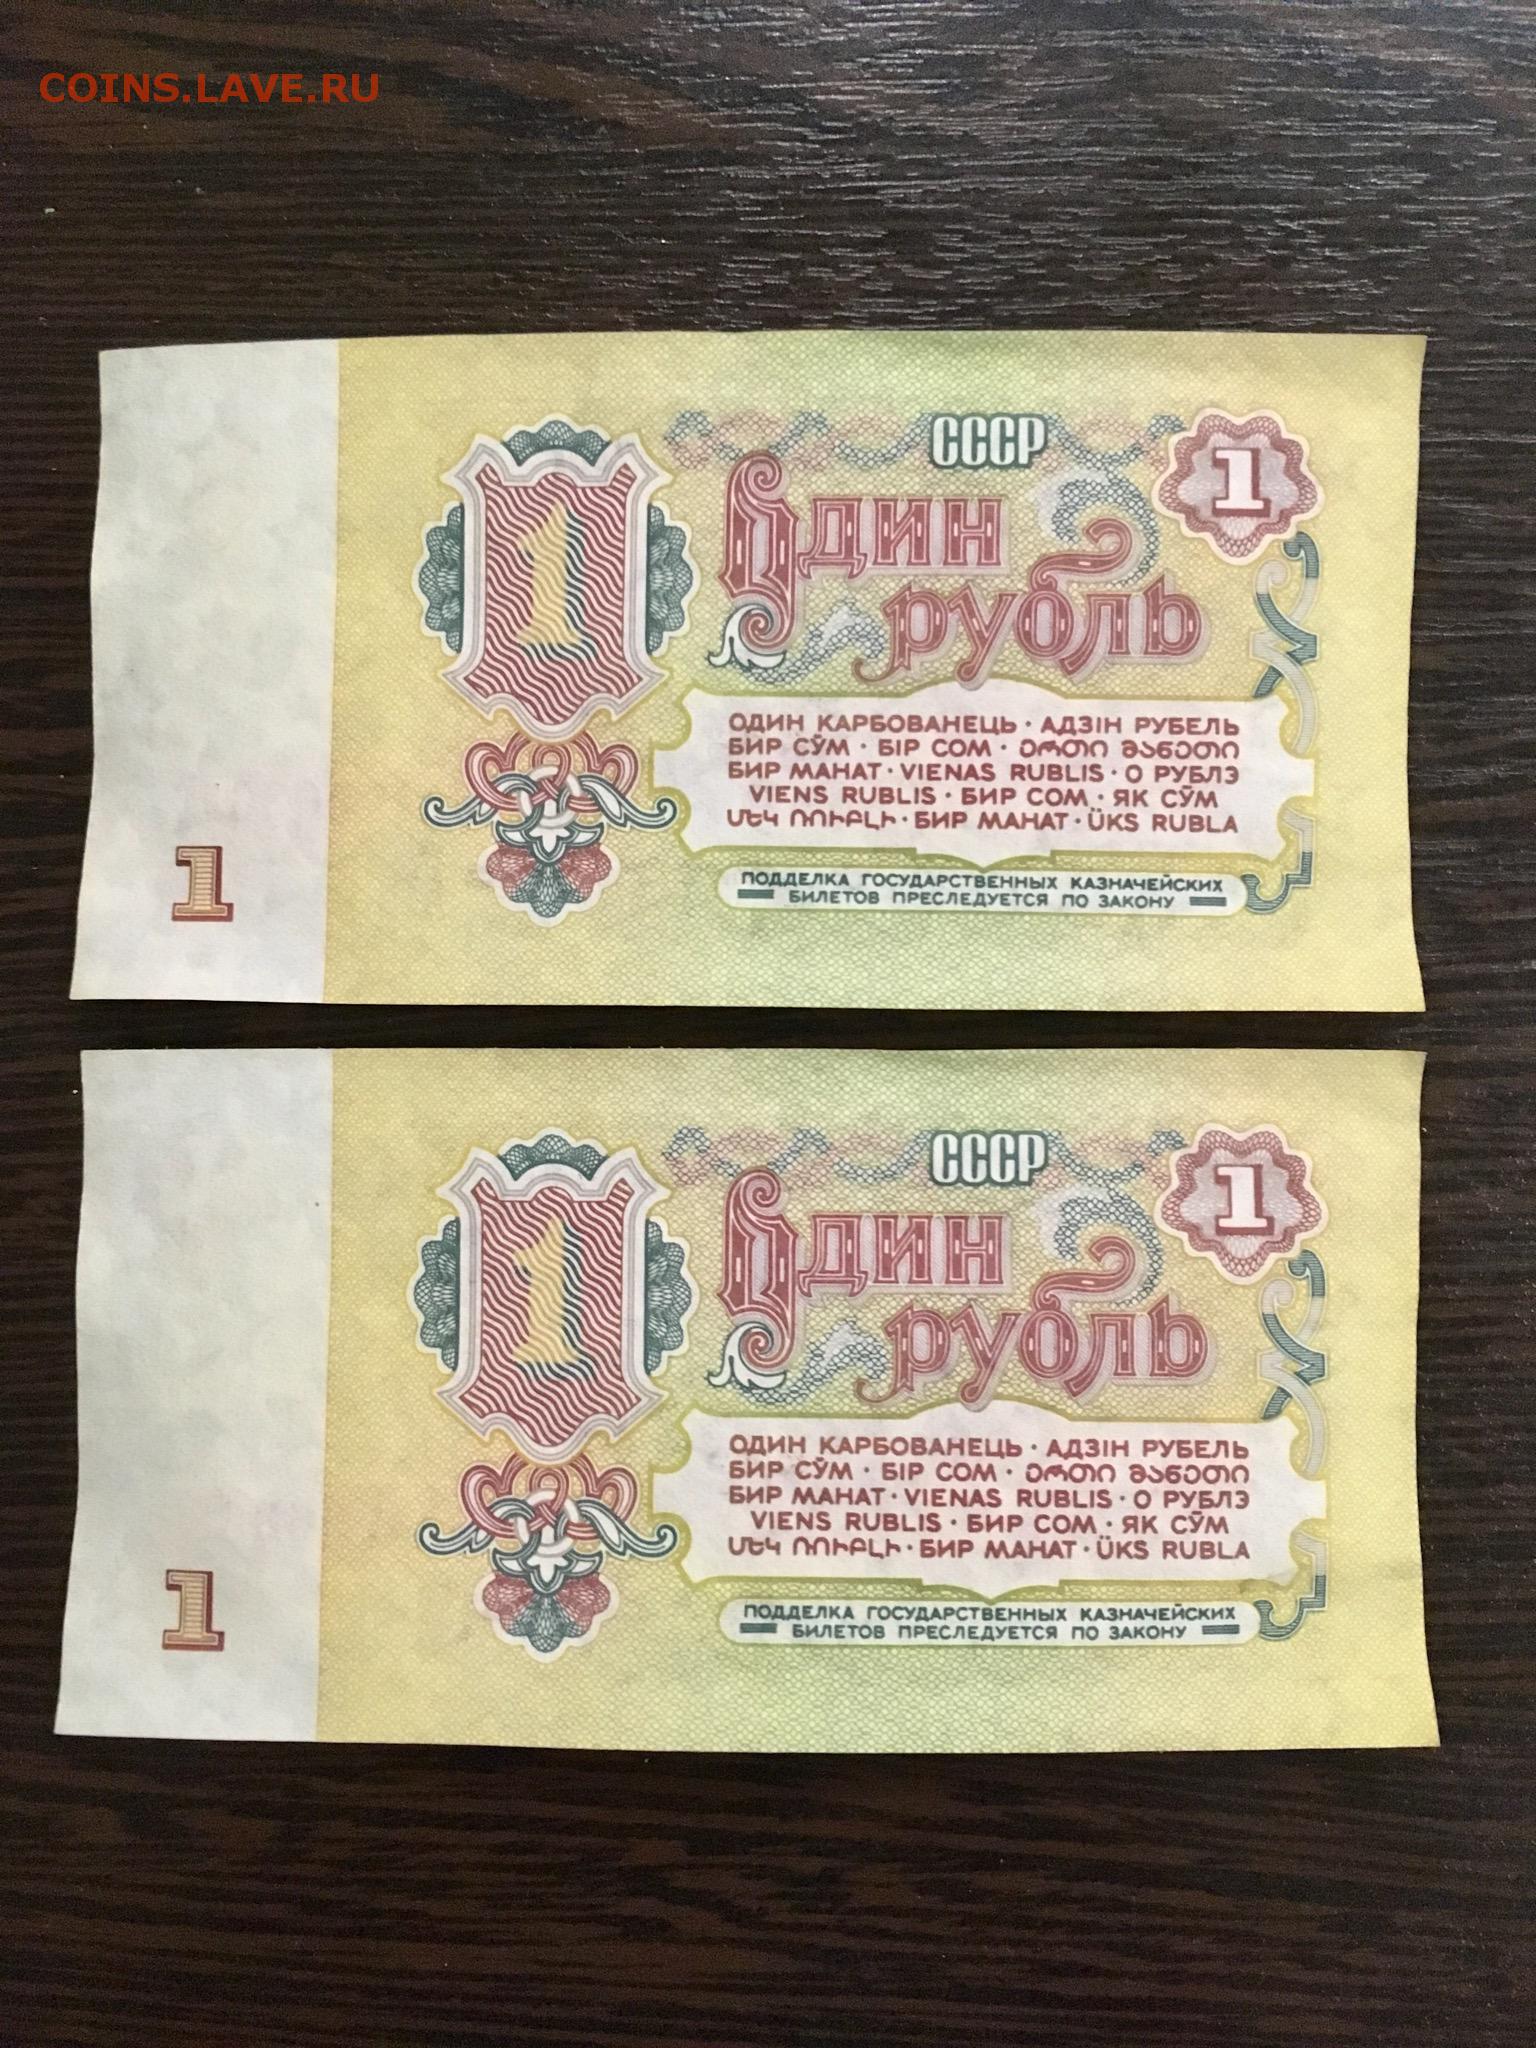 COINS.LAVE.RU
СССР
1
1
Один
рубль
ОДИН КАРБОВАНЕЦЬ · АДЗІН РУБЕЛЬ
БИР СЎМ · БІР СОМ · ᲔᲠᲗᲘ ᲛᲐᲜᲔᲗᲘ
БИР МАНАТ · VIENAS RUBLIS · О РУБЛЭ
VIENS RUBLIS · БИР СОМ · ЯК СӮМ
ՄԵԿ ՌՈՒԲԼԻ · БИР МАНАТ · ÜKS RUBLA
1
ПОДДЕЛКА ГОСУДАРСТВЕННЫХ КАЗНАЧЕЙСКИХ
БИЛЕТОВ ПРЕСЛЕДУЕТСЯ ПО ЗАКОНУ
СССР
1
1
Один
рубль
ОДИН КАРБОВАНЕЦЬ · АДЗІН РУБЕЛЬ
БИР СЎМ · БІР СОМ · ᲔᲠᲗᲘ ᲛᲐᲜᲔᲗᲘ
БИР МАНАТ · VIENAS RUBLIS · О РУБЛЭ
VIENS RUBLIS · БИР СОМ · ЯК СӮМ
ՄԵԿ ՌՈՒԲԼԻ · БИР МАНАТ · ÜKS RUBLA
1
ПОДДЕЛКА ГОСУДАРСТВЕННЫХ КАЗНАЧЕЙСКИХ
БИЛЕТОВ ПРЕСЛЕДУЕТСЯ ПО ЗАКОНУ